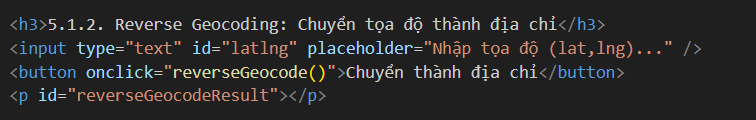 <h3>5.1.2. Reverse Geocoding: Chuyển tọa độ thành địa chỉ</h3>
<input type="text" id="latlng" placeholder="Nhập tọa độ (lat,lng)..." />
<button onclick="reverseGeocode()">Chuyển thành địa chỉ</button>
<p id="reverseGeocodeResult"></p>